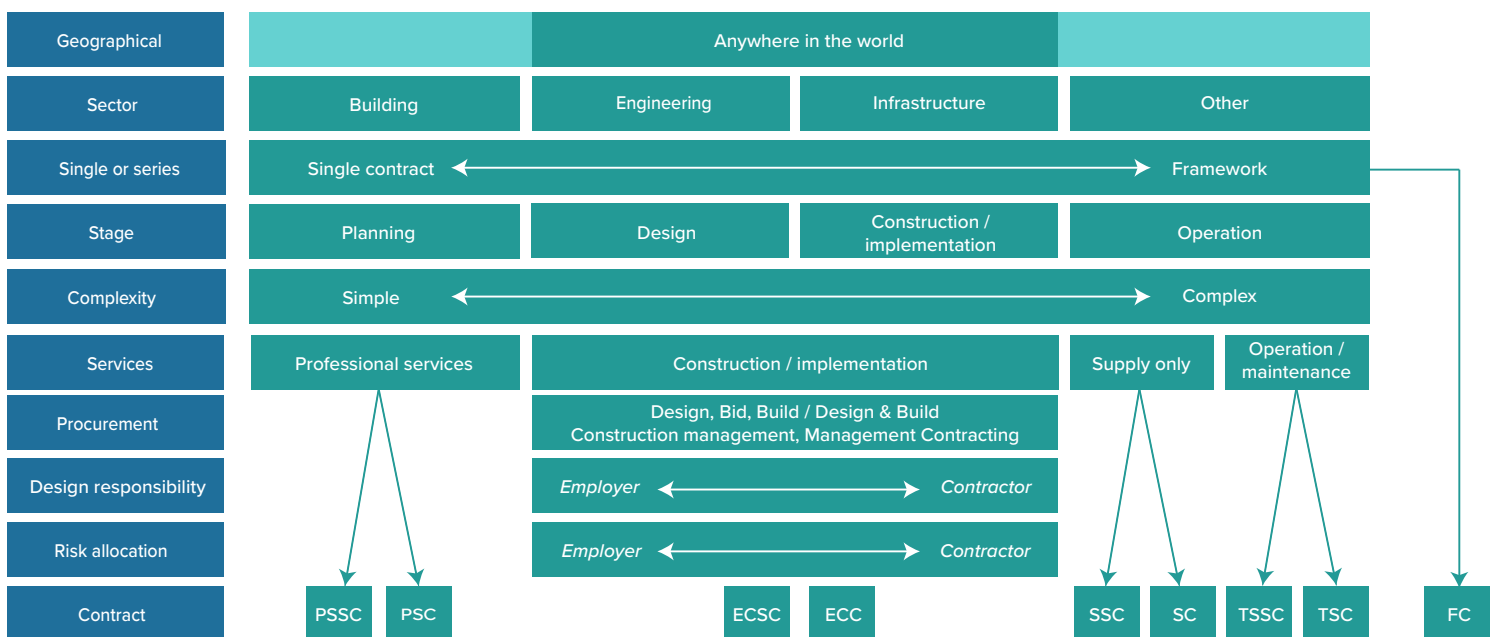 Geographical
Anywhere in the world
Sector
Building
Engineering
Infrastructure
Other
Single or series
Single contract
Framework
Stage
Planning
Design
Construction /
implementation
Operation
Complexity
Simple
Complex
Services
Professional services
Construction / implementation
Supply only
Operation /
maintenance
Procurement
Design, Bid, Build / Design & Build
Construction management, Management Contracting
Design responsibility
Employer
Contractor
Risk allocation
Employer
Contractor
Contract
PSSC
PSC
ECSC
ECC
SSC
SC
TSSC
TSC
FC